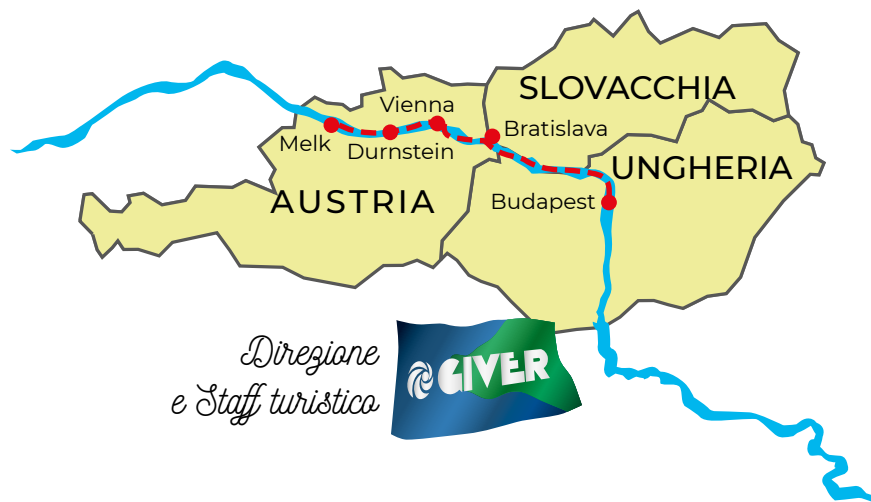 SLOVACCHIA
Vienna
Bratislava
Melk
Durnstein
UNGHERIA
AUSTRIA
Budapest
Direzione
e Staff turistico
GIVER